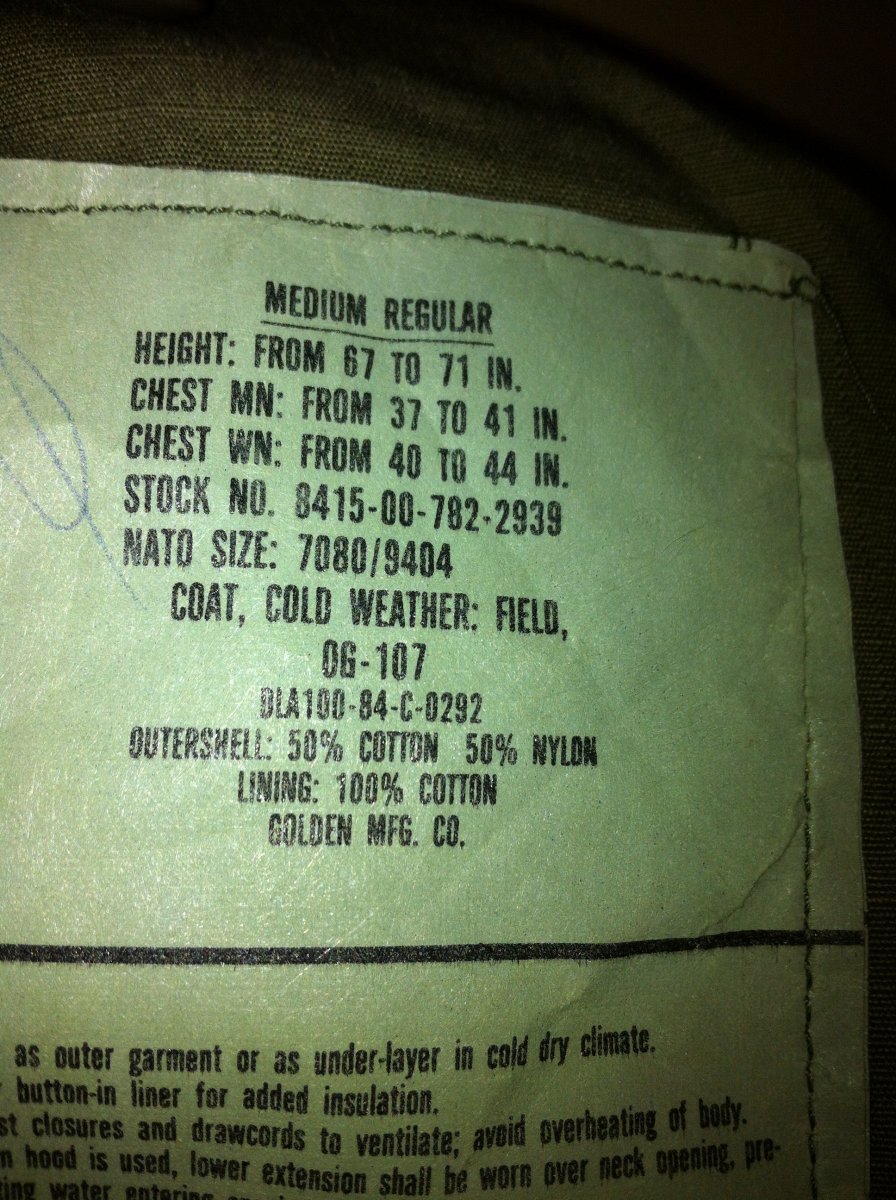 MEDIUM REGULAR
HEIGHT: FROM 67 TO 71 IN.
CHEST MN: FROM 37 TO 41 IN.
CHEST WN: FROM 40 TO 44 IN.
STOCK NO. 8415-00-782-2939
NATO SIZE: 7080/9404
COAT, COLD WEATHER: FIELD,
OG-107
DLA100-84-C-0292
OUTERSHELL: 50% COTTON 50% NYLON
LINING: 100% COTTON
GOLDEN MFG. CO.
as outer garment or as under-layer in cold dry climate.
button-in liner for added insulation.
closures and drawcords to ventilate; avoid overheating of body.
hood is used, lower extension shall be worn over neck opening, pre-
water entering